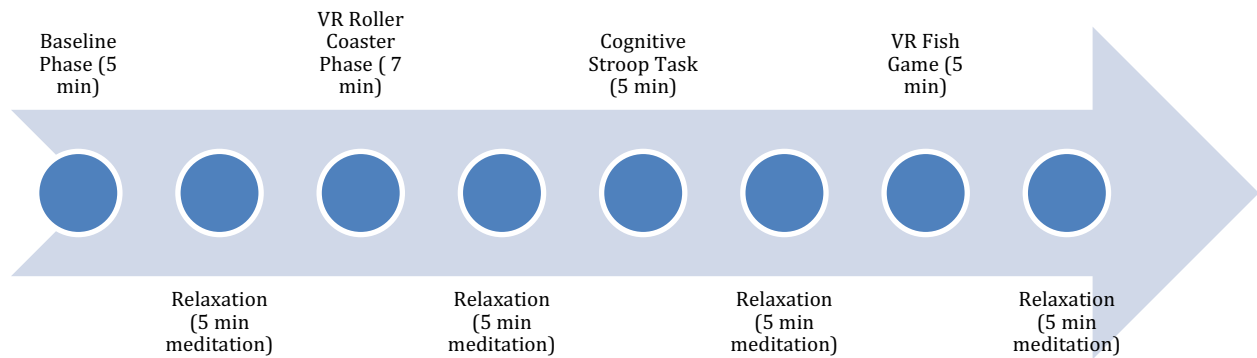 Baseline
Phase (5
min)
Relaxation
(5 min
meditation)
VR Roller
Coaster
Phase ( 7
min)
Relaxation
(5 min
meditation)
Cognitive
Stroop Task
(5 min)
Relaxation
(5 min
meditation)
VR Fish
Game (5
min)
Relaxation
(5 min
meditation)